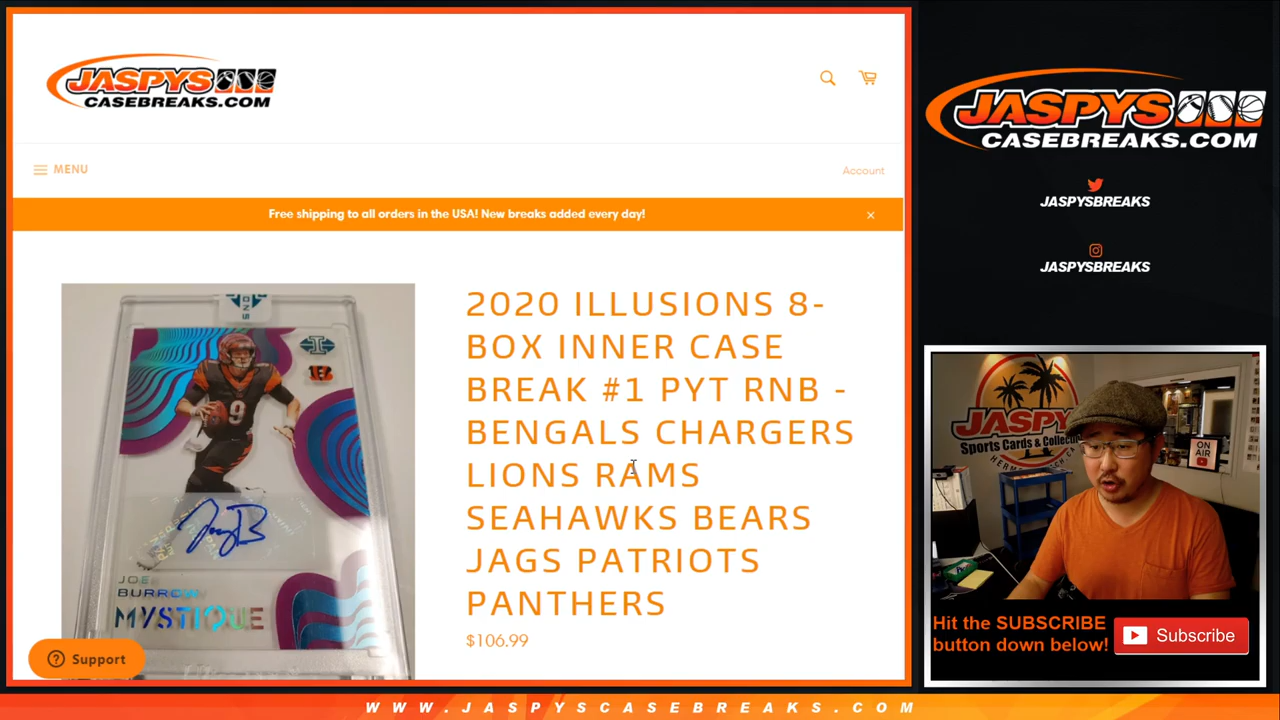 JASPYS
CASEBREAKS.COM
MENU
Account
Free shipping to all orders in the USA! New breaks added every day!
JOE
BURROW
MYSTIQUE
2020 ILLUSIONS 8-
BOX INNER CASE
BREAK #1 PYT RNB -
BENGALS CHARGERS
LIONS RAMS
SEAHAWKS BEARS
JAGS PATRIOTS
PANTHERS
$106.99
Support
JASPYS
CASEBREAKS.COM
JASPYSBREAKS
JASPYSBREAKS
JASPYS
Sports Cards &
ON
AIR
Hit the SUBSCRIBE
button down below!
Subscribe
WWW.JASPYSCASEBREAKS.COM